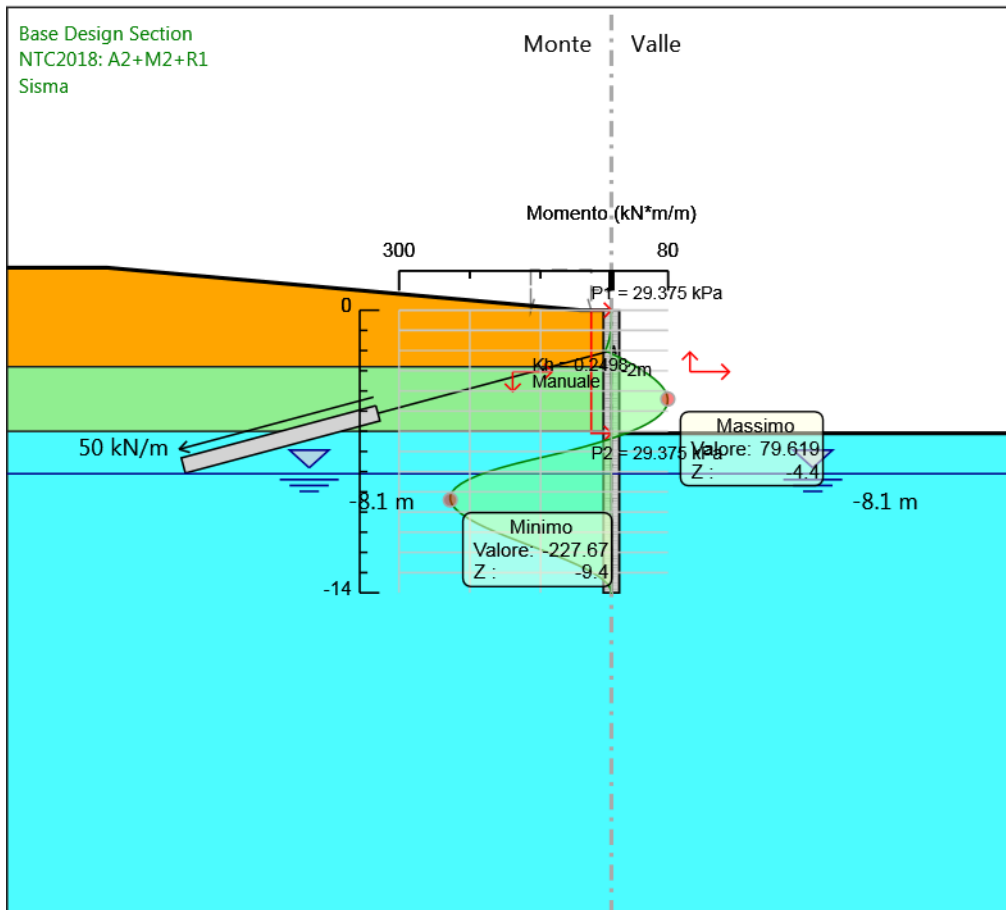 Base Design Section
NTC2018: A2+M2+R1
Sisma
Monte
Valle
Momento (kN*m/m)
300
80
P1 = 29.375 kPa
0
Kh = 0.2498
-2m
Manuale
50 kN/m
Massimo
Valore: 79.619
Z : -4.4
P2 = 29.375 kPa
-8.1 m
-8.1 m
Minimo
Valore: -227.67
Z : -9.4
-14